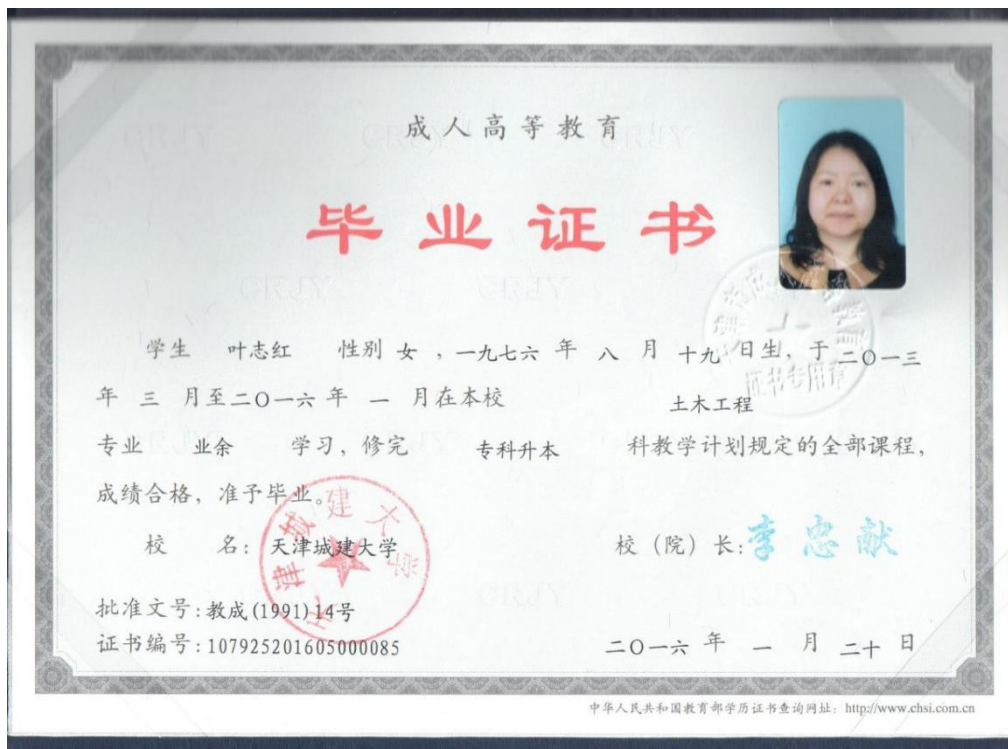 成人高等教育
毕业证书
学生 叶志红 性别 女 ，一九七六 年 八 月 十九 日生，于 二〇一三
年 三 月至二〇一六 年 一 月在本校 土木工程
专业 业余 学习，修完 专科升本 科教学计划规定的全部课程，
成绩合格，准予毕业。
校 名：天津城建大学
校（院）长：李忠献
天津城建大学
批准文号：教成(1991)14号
证书编号：107925201605000085
二〇一六 年 一 月 二十 日
中华人民共和国教育部学历证书查询网址：http://www.chsi.com.cn